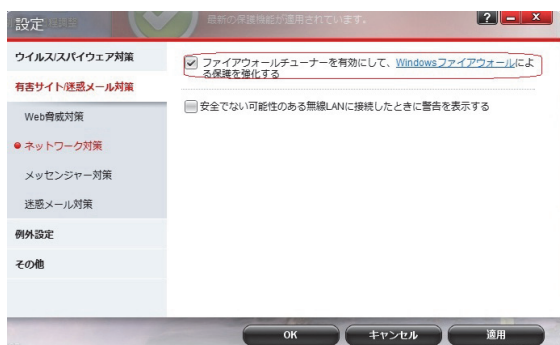 設定
最新の保護機能が運用されています。
? - X
ウイルス/スパイウェア対策
有害サイト/迷惑メール対策
Web脅威対策
ネットワーク対策
メッセンジャー対策
迷惑メール対策
例外設定
その他
ファイアウォールチューナーを有効にして、Windowsファイアウォールによ
る保護を強化する
安全でない可能性のある無線LANに接続したときに警告を表示する
OK
キャンセル
適用